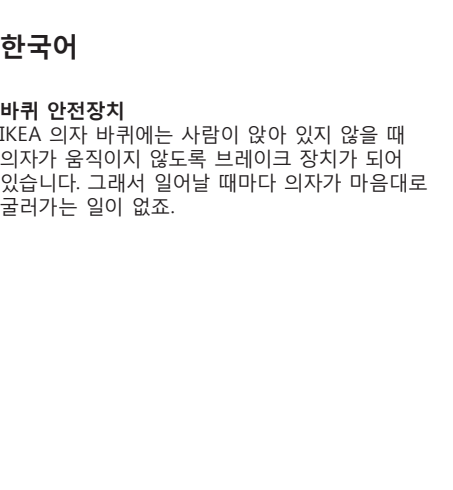 한국어
바퀴 안전장치
IKEA 의자 바퀴에는 사람이 앉아 있지 않을 때
의자가 움직이지 않도록 브레이크 장치가 되어
있습니다. 그래서 일어날 때마다 의자가 마음대로
굴러가는 일이 없죠.